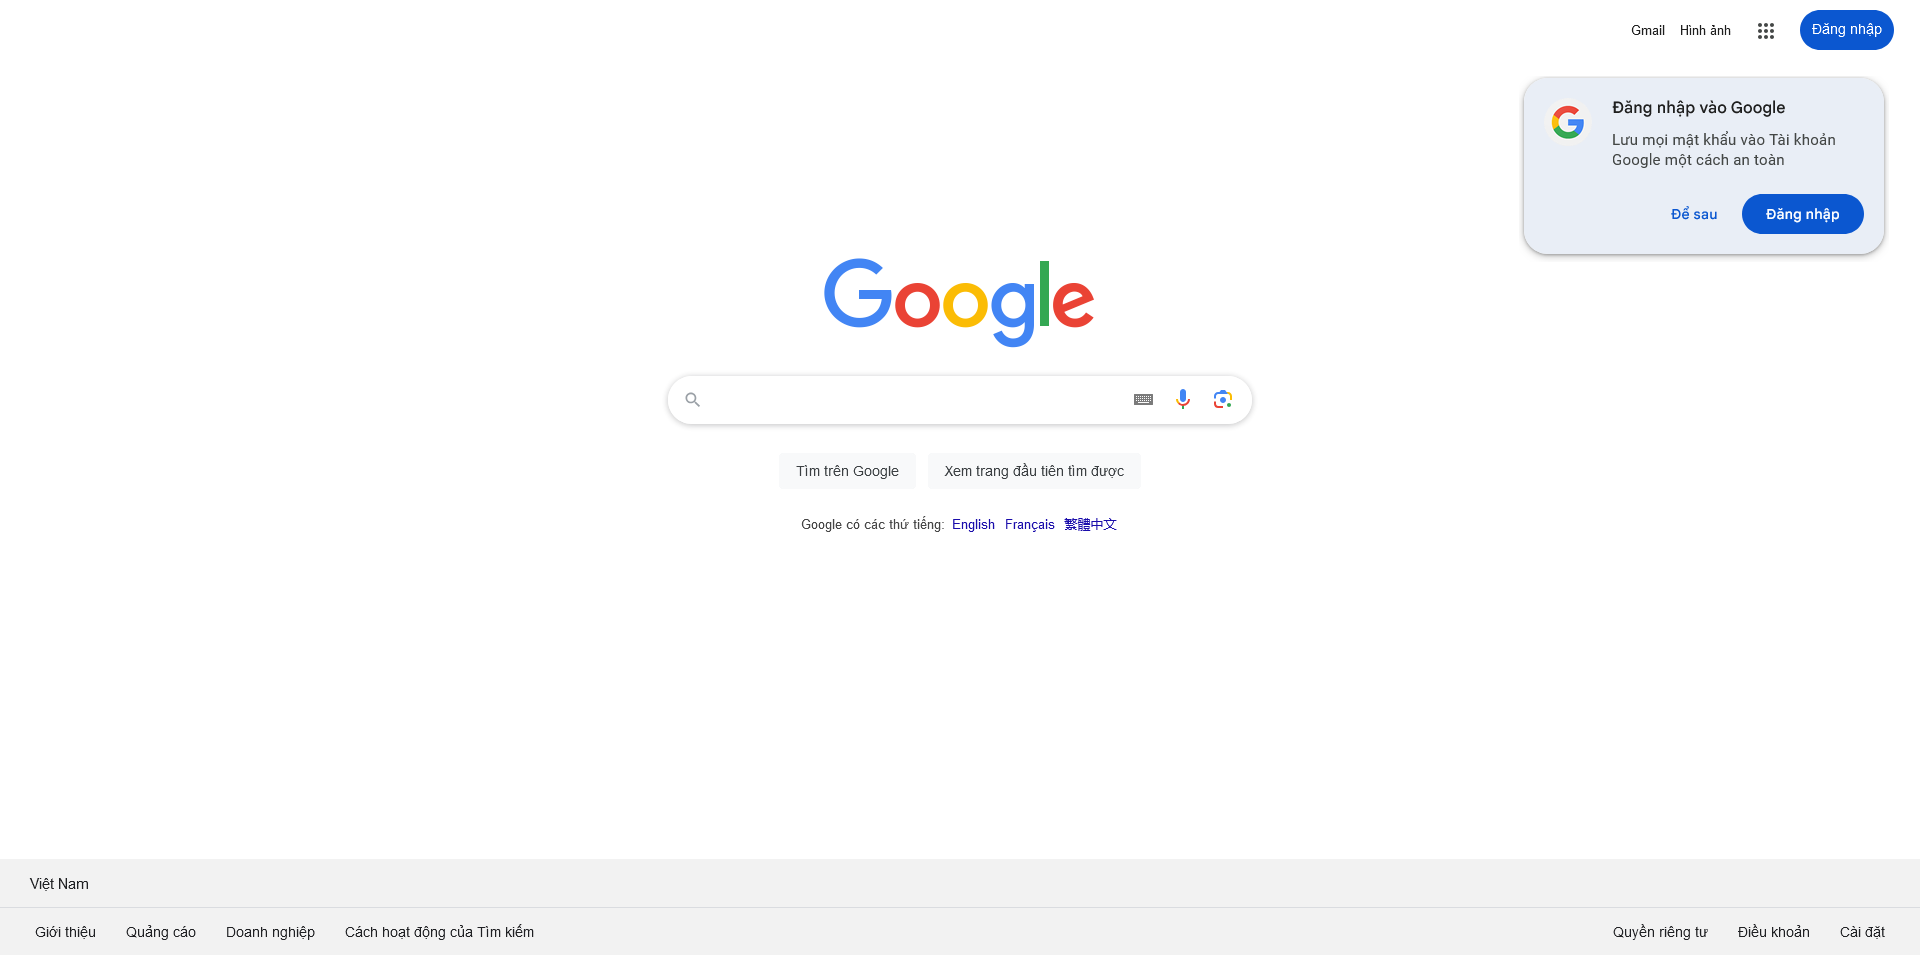 Gmail Hình ảnh Đăng nhập
Đăng nhập vào Google
Lưu mọi mật khẩu vào Tài khoản
Google một cách an toàn
Để sau Đăng nhập
Google
Tìm trên Google Xem trang đầu tiên tìm được
Google có các thứ tiếng: English Français 繁體中文
Việt Nam
Giới thiệu Quảng cáo Doanh nghiệp Cách hoạt động của Tìm kiếm Quyền riêng tư Điều khoản Cài đặt